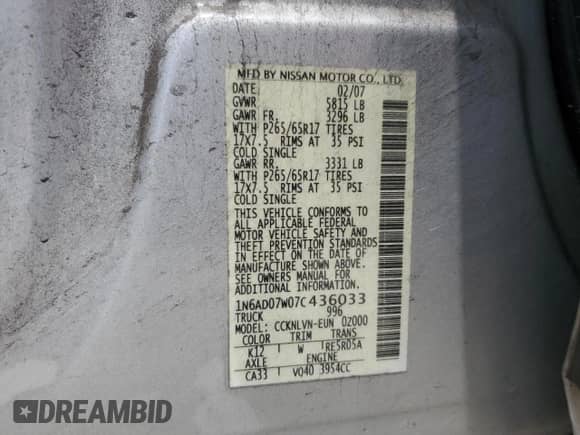 MFD BY NISSAN MOTOR CO., LTD.
DATE. 02/07
GVWR 5815 LB
GAWR FR. 3296 LB
WITH P265/65R17 TIRES
17X7.5 RIMS AT 35 PSI
COLD SINGLE
GAWR RR. 3331 LB
WITH P265/65R17 TIRES
17X7.5 RIMS AT 35 PSI
COLD SINGLE
THIS VEHICLE CONFORMS TO
ALL APPLICABLE FEDERAL
MOTOR VEHICLE SAFETY AND
THEFT PREVENTION STANDARDS
IN EFFECT ON THE DATE OF
MANUFACTURE SHOWN ABOVE.
SEE OWNERS MANUAL FOR
ADDITIONAL INFORMATION
1N6AD07W07C436033
TRUCK 996
MODEL: CCKNLVN-EUN 02000
COLOR TRIM TRANS
K12 W RE5R05A
AXLE ENGINE
CA33 VQ40 3954CC
DREAMBID